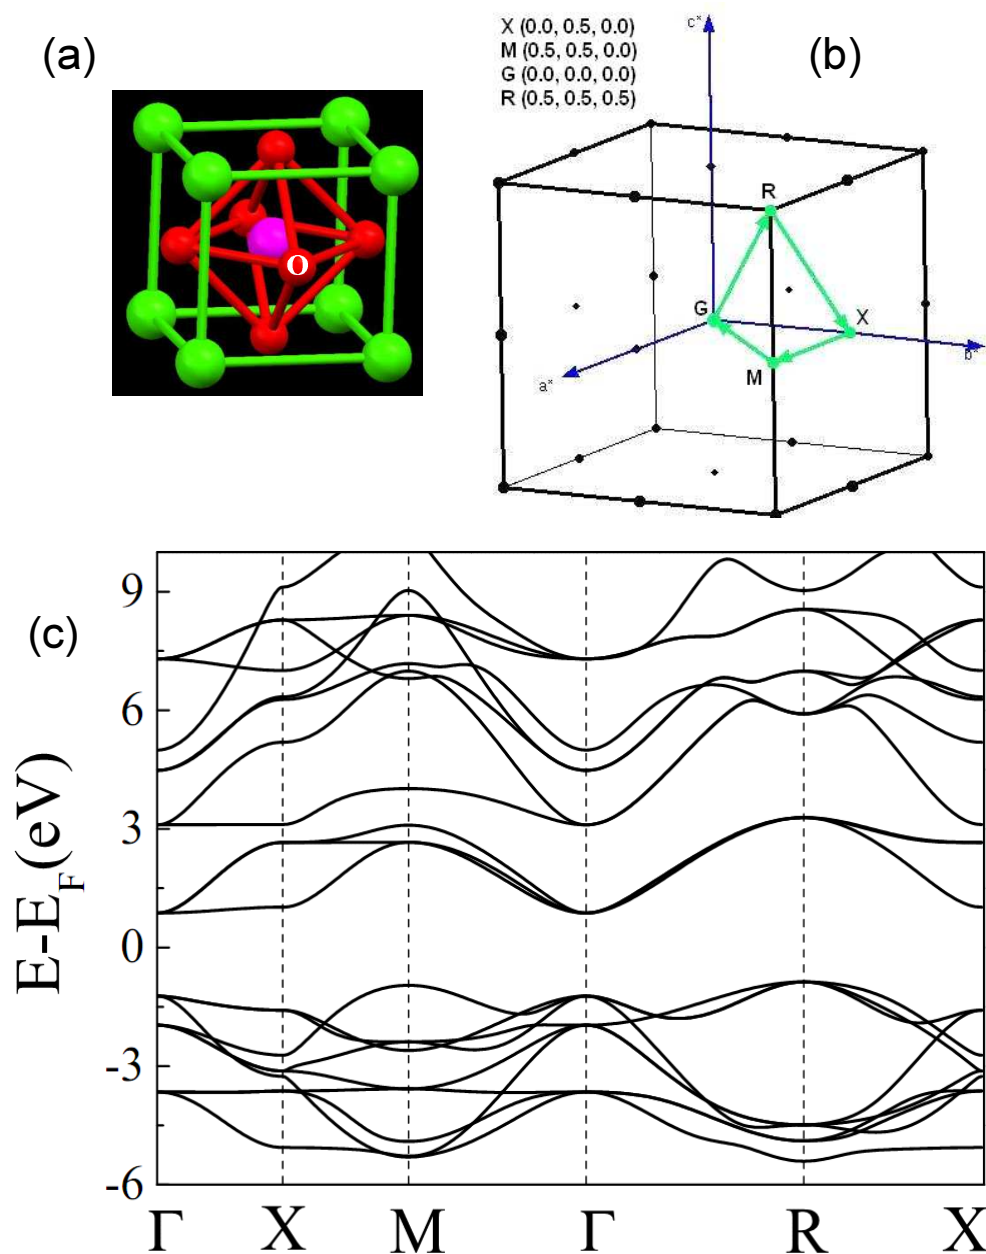 (a)
O
X (0.0, 0.5, 0.0)
M (0.5, 0.5, 0.0)
G (0.0, 0.0, 0.0)
R (0.5, 0.5, 0.5)
(b)
c*
R
G
X
b*
a*
M
(c)
E-E_F (eV)
9
6
3
0
-3
-6
Γ X M Γ R X